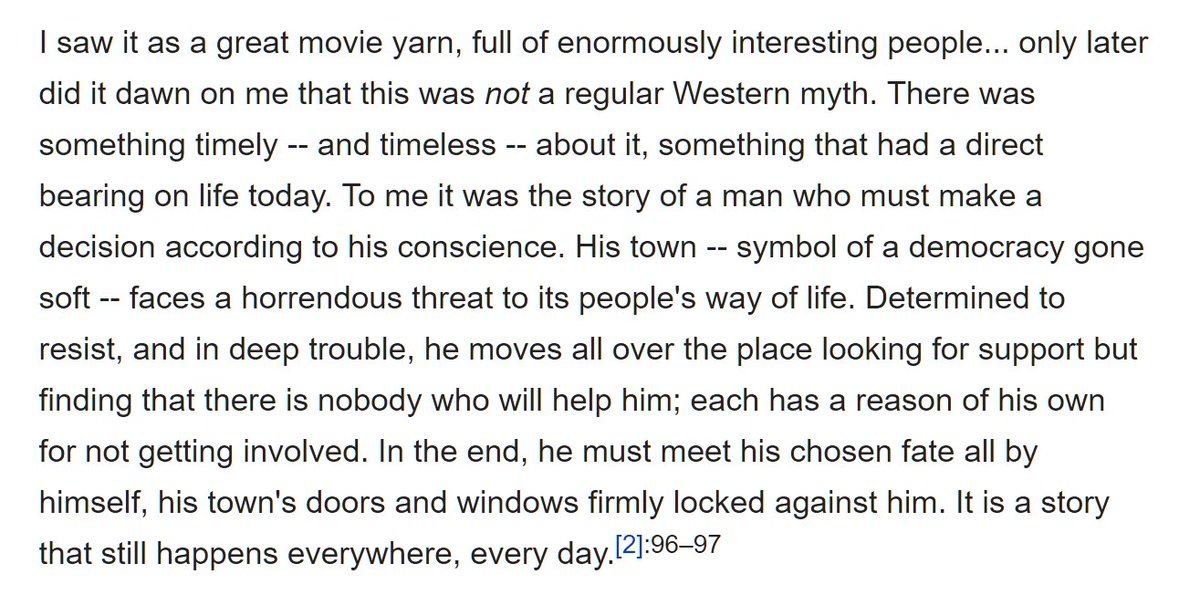 I saw it as a great movie yarn, full of enormously interesting people... only later
did it dawn on me that this was not a regular Western myth. There was
something timely -- and timeless -- about it, something that had a direct
bearing on life today. To me it was the story of a man who must make a
decision according to his conscience. His town -- symbol of a democracy gone
soft -- faces a horrendous threat to its people's way of life. Determined to
resist, and in deep trouble, he moves all over the place looking for support but
finding that there is nobody who will help him; each has a reason of his own
for not getting involved. In the end, he must meet his chosen fate all by
himself, his town's doors and windows firmly locked against him. It is a story
that still happens everywhere, every day.[2]:96–97